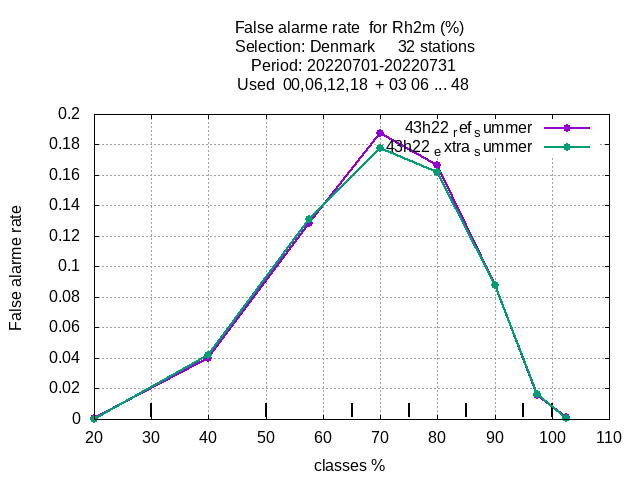 False alarme rate  for Rh2m (%)
Selection: Denmark     32 stations
Period: 20220701-20220731
Used  00,06,12,18  + 03 06 ... 48
0.2
0.18
0.16
0.14
0.12
0.1
0.08
0.06
0.04
0.02
0
False alarme rate
43h22 ref summer
43h22 extra summer
20 30 40 50 60 70 80 90 100 110
classes %